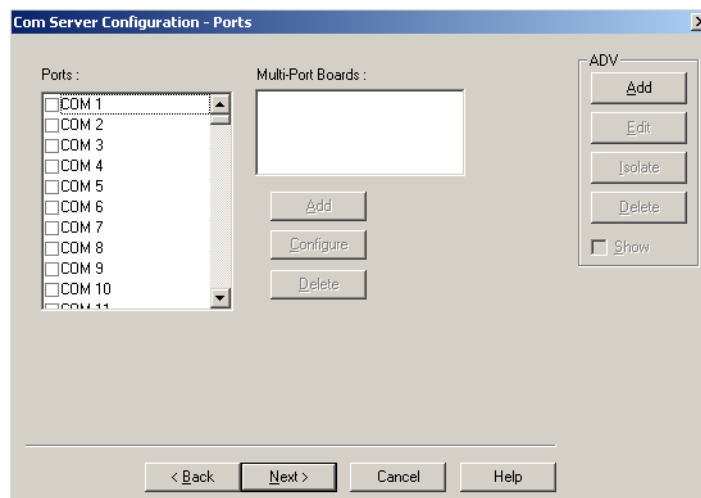 Com Server Configuration - Ports
Ports :
COM 1
COM 2
COM 3
COM 4
COM 5
COM 6
COM 7
COM 8
COM 9
COM 10
COM 11
Multi-Port Boards :
Add
Configure
Delete
ADV
Add
Edit
Isolate
Delete
Show
< Back
Next >
Cancel
Help